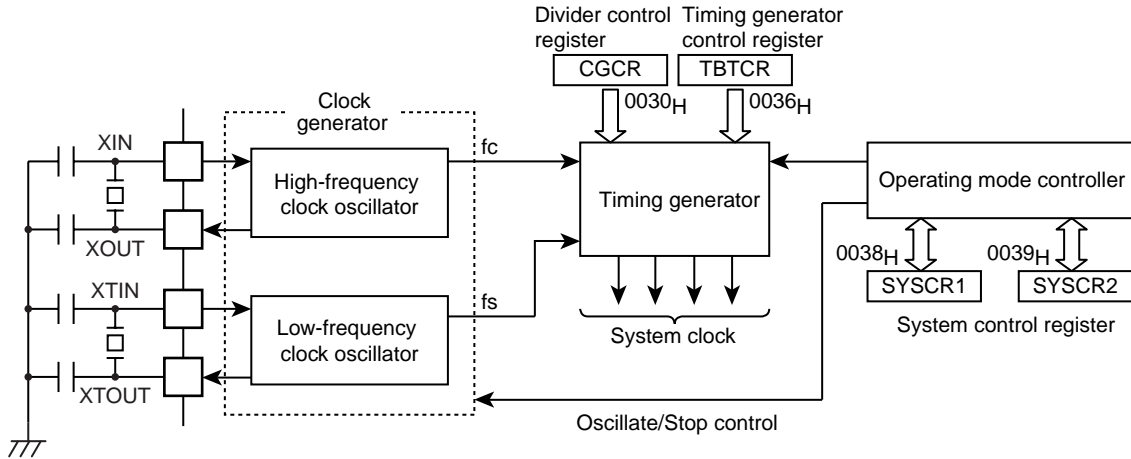 Divider control
register
Timing generator
control register
CGCR
TBTCR
0030H
0036H
Clock
generator
XIN
XOUT
XTIN
XTOUT
High-frequency
clock oscillator
Low-frequency
clock oscillator
fc
fs
Timing generator
System clock
Operating mode controller
0038H
0039H
SYSCR1
SYSCR2
System control register
Oscillate/Stop control